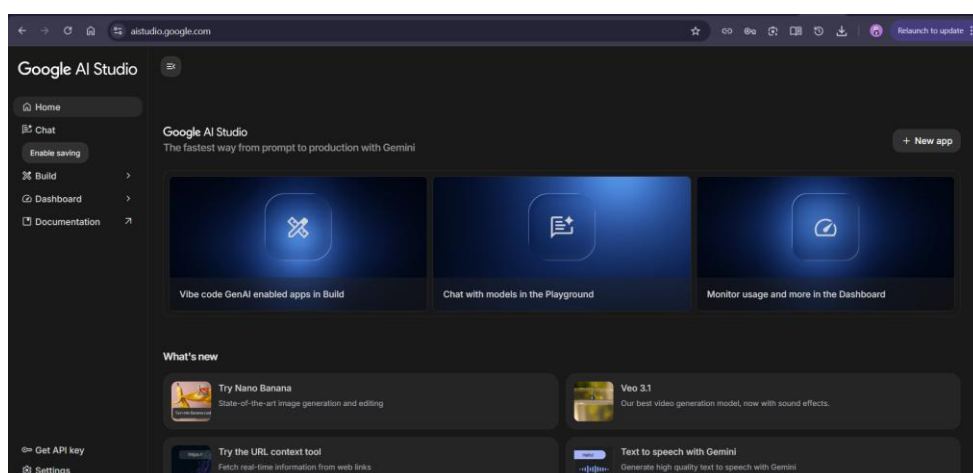 aistudio.google.com
Relaunch to update
Google AI Studio
Home
Chat
Enable saving
Build
Dashboard
Documentation
Get API key
Settings
Google AI Studio
The fastest way from prompt to production with Gemini
+ New app
Vibe code GenAI enabled apps in Build
Chat with models in the Playground
Monitor usage and more in the Dashboard
What's new
Try Nano Banana
State-of-the-art image generation and editing
Veo 3.1
Our best video generation model, now with sound effects.
Try the URL context tool
Fetch real-time information from web links
Text to speech with Gemini
Generate high quality text to speech with Gemini